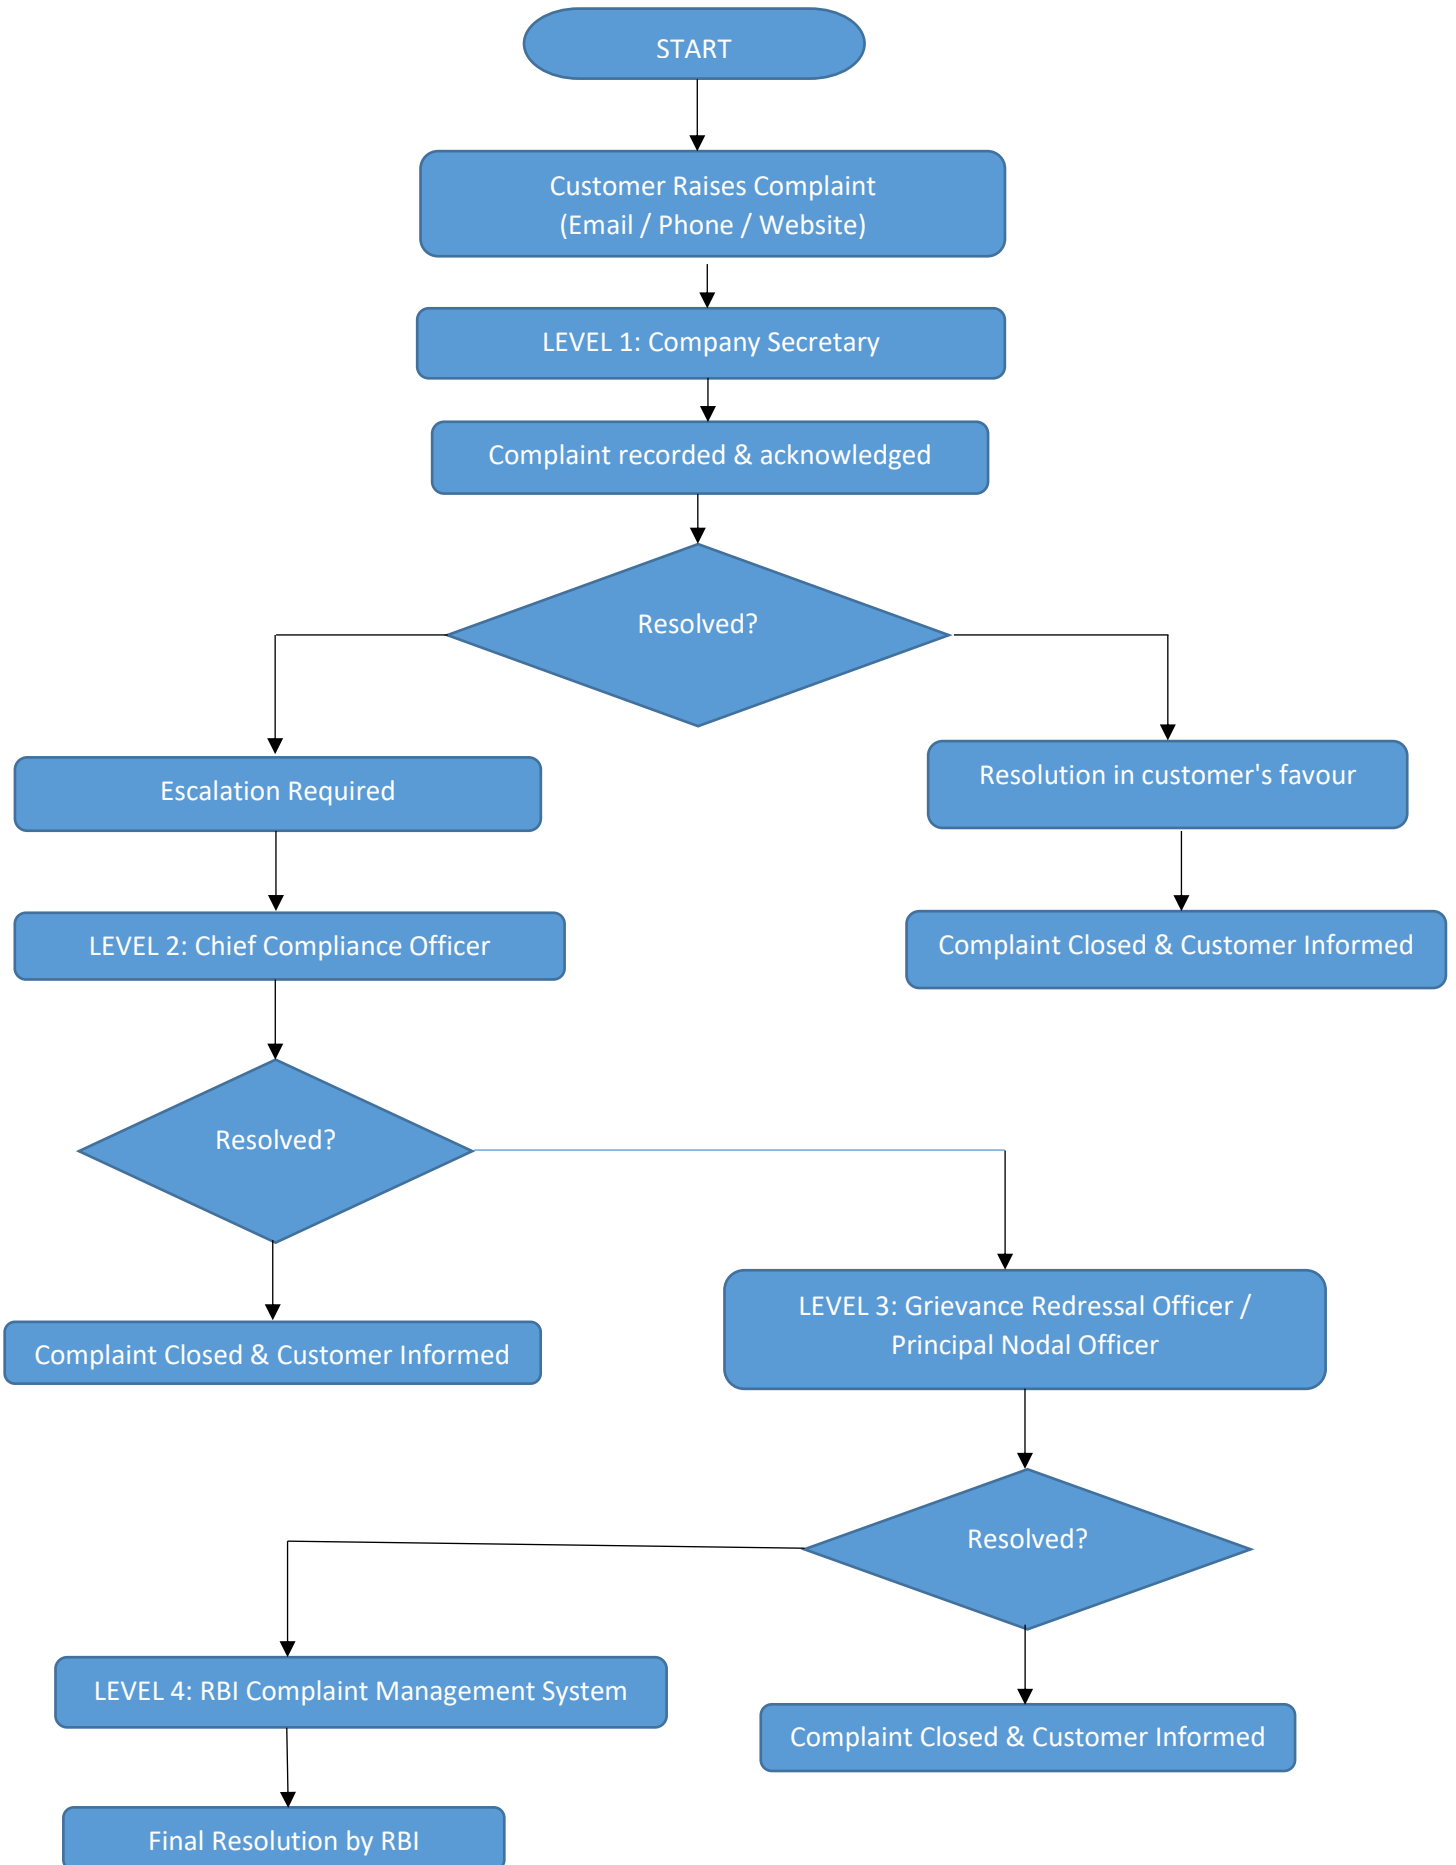 START
Customer Raises Complaint
(Email / Phone / Website)
LEVEL 1: Company Secretary
Complaint recorded & acknowledged
Resolved?
Escalation Required
Resolution in customer's favour
LEVEL 2: Chief Compliance Officer
Complaint Closed & Customer Informed
Resolved?
LEVEL 3: Grievance Redressal Officer /
Principal Nodal Officer
Complaint Closed & Customer Informed
Resolved?
LEVEL 4: RBI Complaint Management System
Complaint Closed & Customer Informed
Final Resolution by RBI